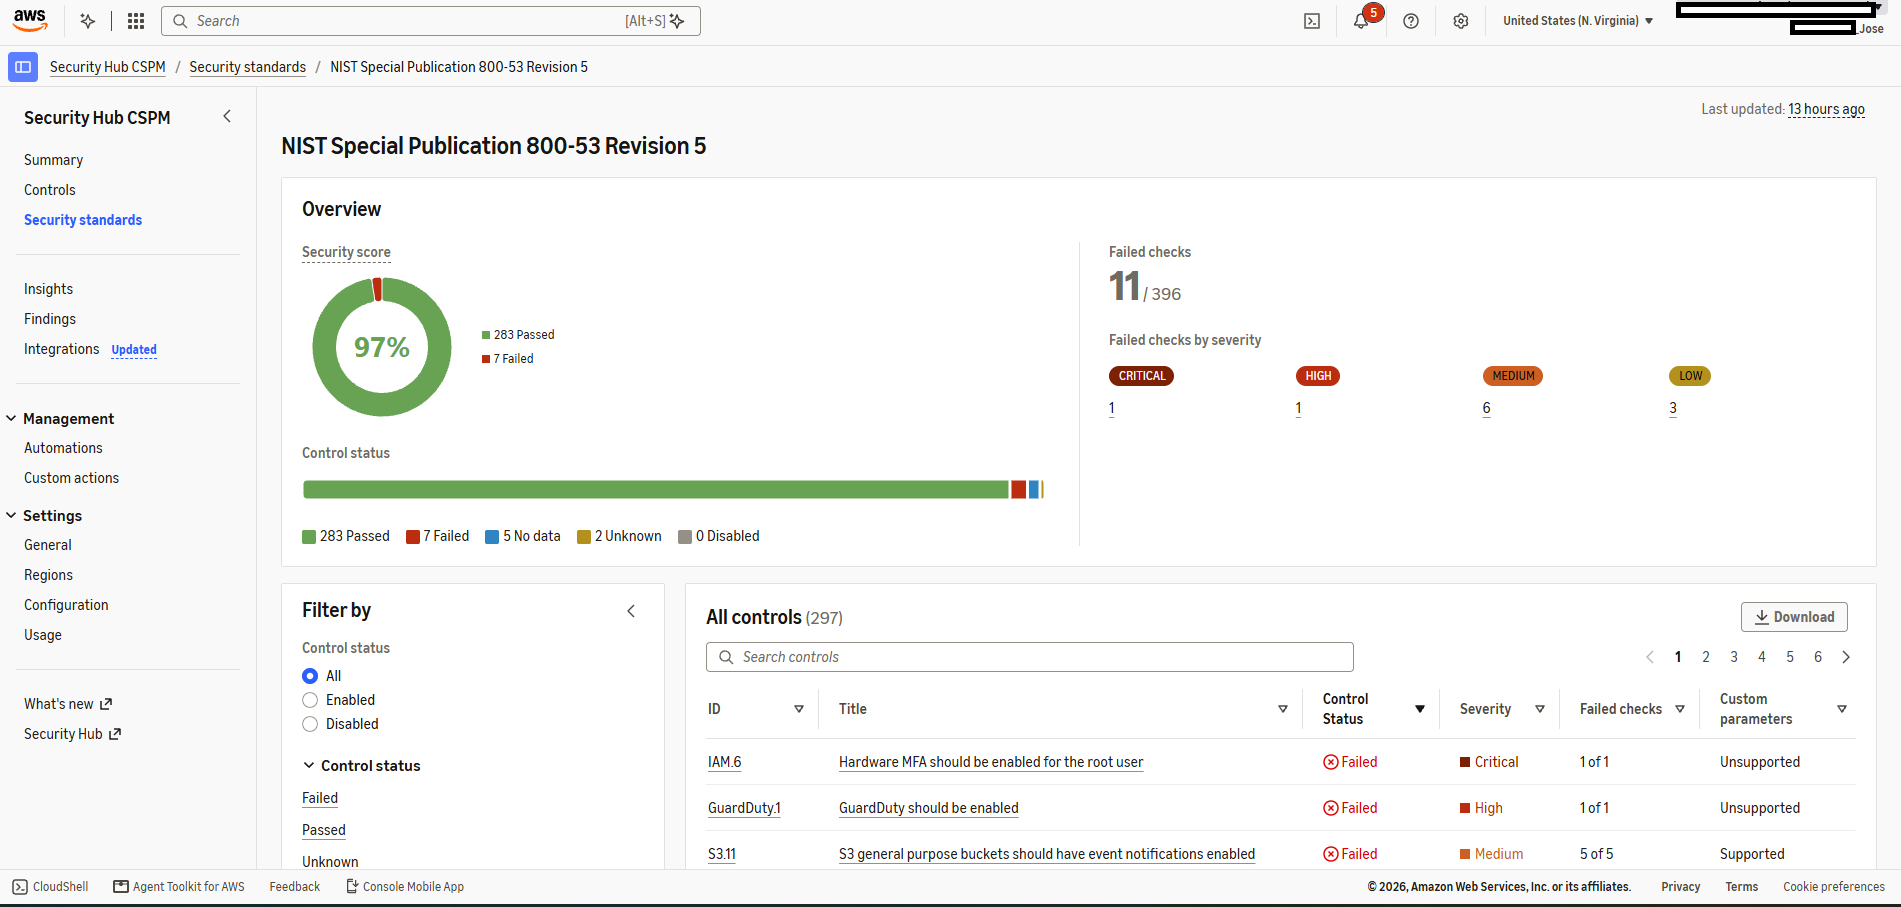 aws
Search [Alt+S]
5
United States (N. Virginia)
_Jose
Security Hub CSPM / Security standards / NIST Special Publication 800-53 Revision 5
Security Hub CSPM
Summary
Controls
Security standards
Insights
Findings
Integrations Updated
Management
Automations
Custom actions
Settings
General
Regions
Configuration
Usage
What's new
Security Hub
Last updated: 13 hours ago
NIST Special Publication 800-53 Revision 5
Overview
Security score
97%
283 Passed
7 Failed
Control status
283 Passed 7 Failed 5 No data 2 Unknown 0 Disabled
Failed checks
11 / 396
Failed checks by severity
CRITICAL HIGH MEDIUM LOW
1 1 6 3
Filter by
Control status
All
Enabled
Disabled
Control status
Failed
Passed
Unknown
All controls (297)
Download
Search controls
1 2 3 4 5 6
ID Title Control Status Severity Failed checks Custom parameters
IAM.6 Hardware MFA should be enabled for the root user Failed Critical 1 of 1 Unsupported
GuardDuty.1 GuardDuty should be enabled Failed High 1 of 1 Unsupported
S3.11 S3 general purpose buckets should have event notifications enabled Failed Medium 5 of 5 Supported
CloudShell Agent Toolkit for AWS Feedback Console Mobile App
© 2026, Amazon Web Services, Inc. or its affiliates. Privacy Terms Cookie preferences